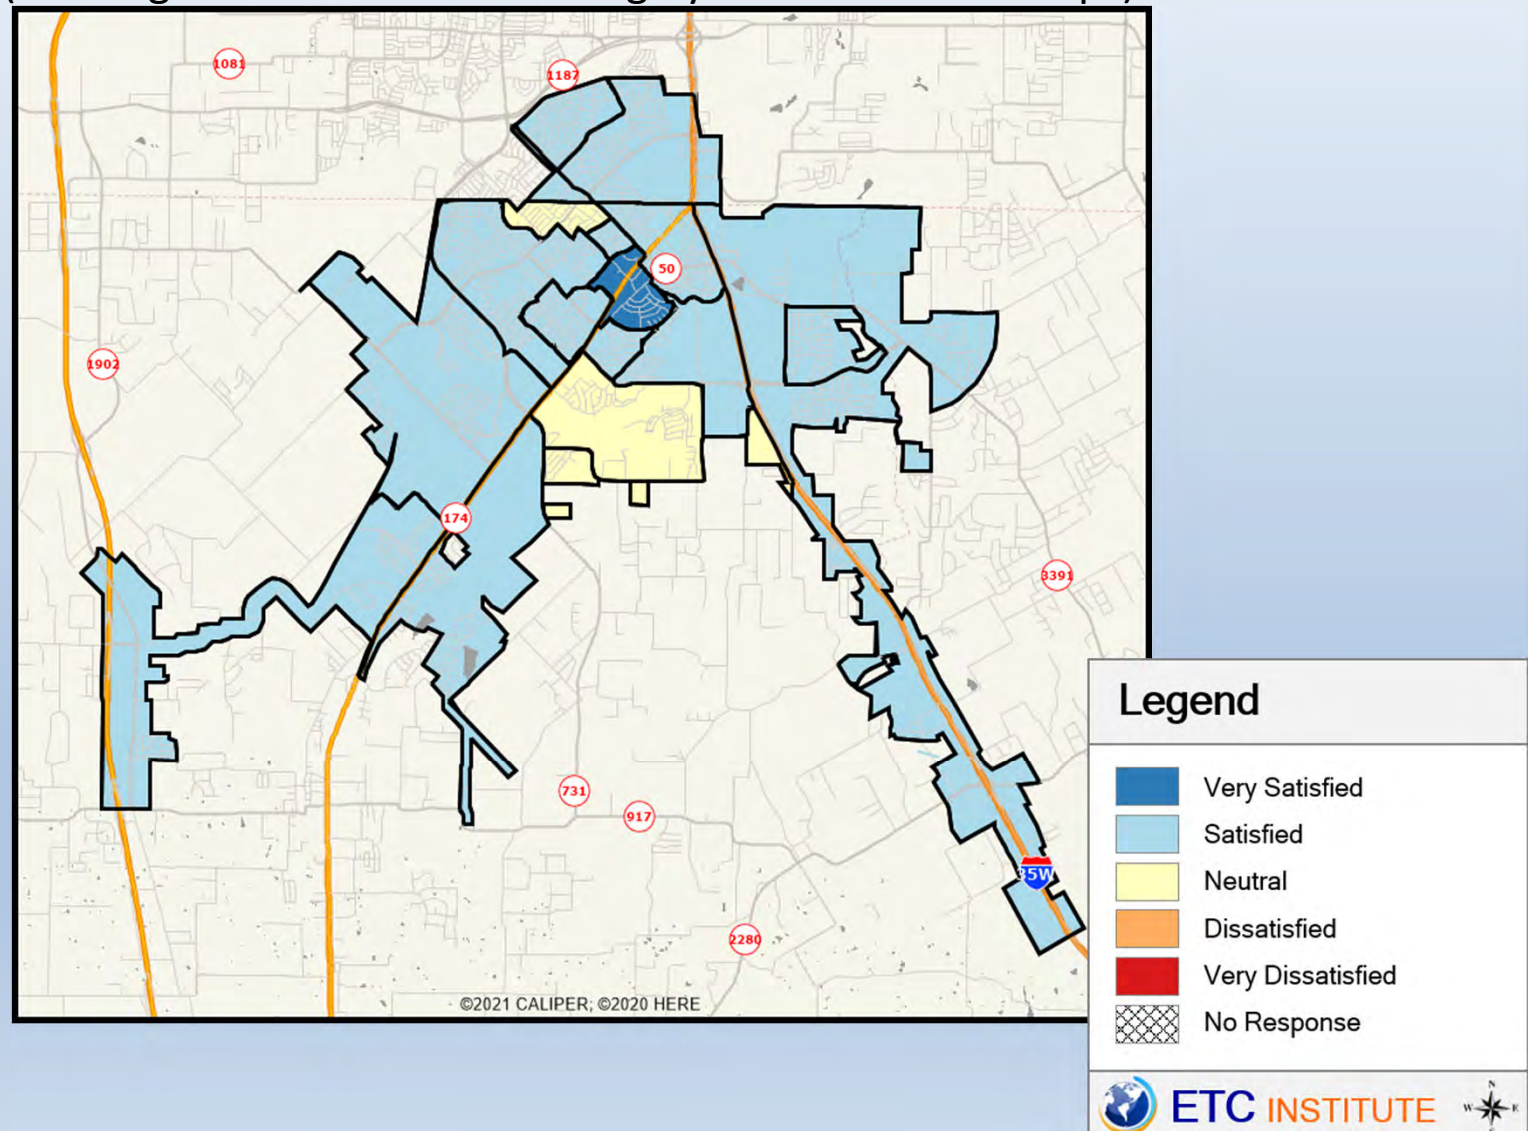 1081
1187
50
1902
174
3391
731
917
35W
2280
©2021 CALIPER; ©2020 HERE
Legend
Very Satisfied
Satisfied
Neutral
Dissatisfied
Very Dissatisfied
No Response
ETC INSTITUTE
N
W E